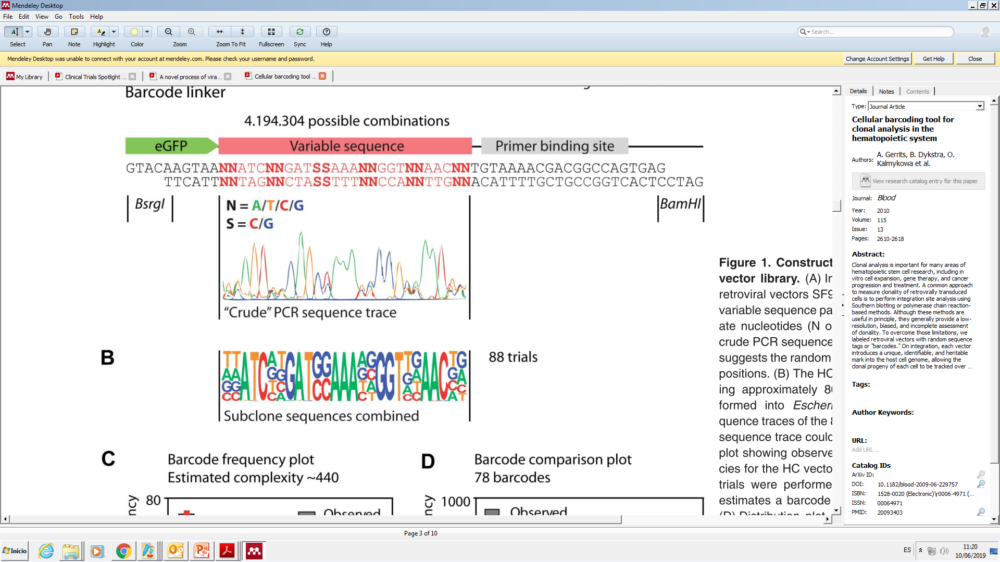 Mendeley Desktop
File Edit View Go Tools Help
Select Pan Note Highlight Color Zoom Zoom To Fit Fullscreen Sync Help
Search...
Mendeley Desktop was unable to connect with your account at mendeley.com. Please check your username and password.
Change Account Settings Get Help Close
My Library Clinical Trials Spotlight ... A novel process of vira... Cellular barcoding tool ...
Barcode linker
4.194.304 possible combinations
eGFP Variable sequence Primer binding site
GTACAAGTAANNATCNNGATSSAAANNGGTNNAACNNTGTAAAACGACGGCCAGTGAG
TTCATTNNTAGNNCTASSTTTNNCCANNTTGNNACATTTTGCTGCCGGTCACTCCTAG
BsrgI
BamHI
N = A/T/C/G
S = C/G
"Crude" PCR sequence trace
B
88 trials
Subclone sequences combined
C
Barcode frequency plot
Estimated complexity ~440
80
Observed
D
Barcode comparison plot
78 barcodes
1000
Observed
Figure 1. Construct
vector library. (A) In
retroviral vectors SF9
variable sequence pa
ate nucleotides (N o
crude PCR sequence
suggests the random
positions. (B) The HC
ing approximately 80
formed into Escheri
quence traces of the 8
sequence trace could
plot showing observe
cies for the HC vecto
trials were performe
estimates a barcode
(D) Distribution plot
Details Notes Contents
Type: Journal Article
Cellular barcoding tool for
clonal analysis in the
hematopoietic system
Authors: A. Gerrits, B. Dykstra, O.
Kalmykowa et al.
View research catalog entry for this paper
Journal: Blood
Year: 2010
Volume: 115
Issue: 13
Pages: 2610-2618
Abstract:
Clonal analysis is important for many areas of
hematopoietic stem cell research, including in
vitro cell expansion, gene therapy, and cancer
progression and treatment. A common approach
to measure clonality of retrovirally transduced
cells is to perform integration site analysis using
Southern blotting or polymerase chain reaction-
based methods. Although these methods are
useful in principle, they generally provide a low-
resolution, biased, and incomplete assessment
of clonality. To overcome those limitations, we
labeled retroviral vectors with random sequence
tags or "barcodes." On integration, each vector
introduces a unique, identifiable, and heritable
mark into the host cell genome, allowing the
clonal progeny of each cell to be tracked over ...
Tags:
Author Keywords:
URL:
Add URL...
Catalog IDs
ArXiv ID:
DOI: 10.1182/blood-2009-06-229757
ISBN: 1528-0020 (Electronic)\r0006-4971 (...
ISSN: 00064971
PMID: 20093403
Page 3 of 10
Inicio
ES
11:20
10/06/2019